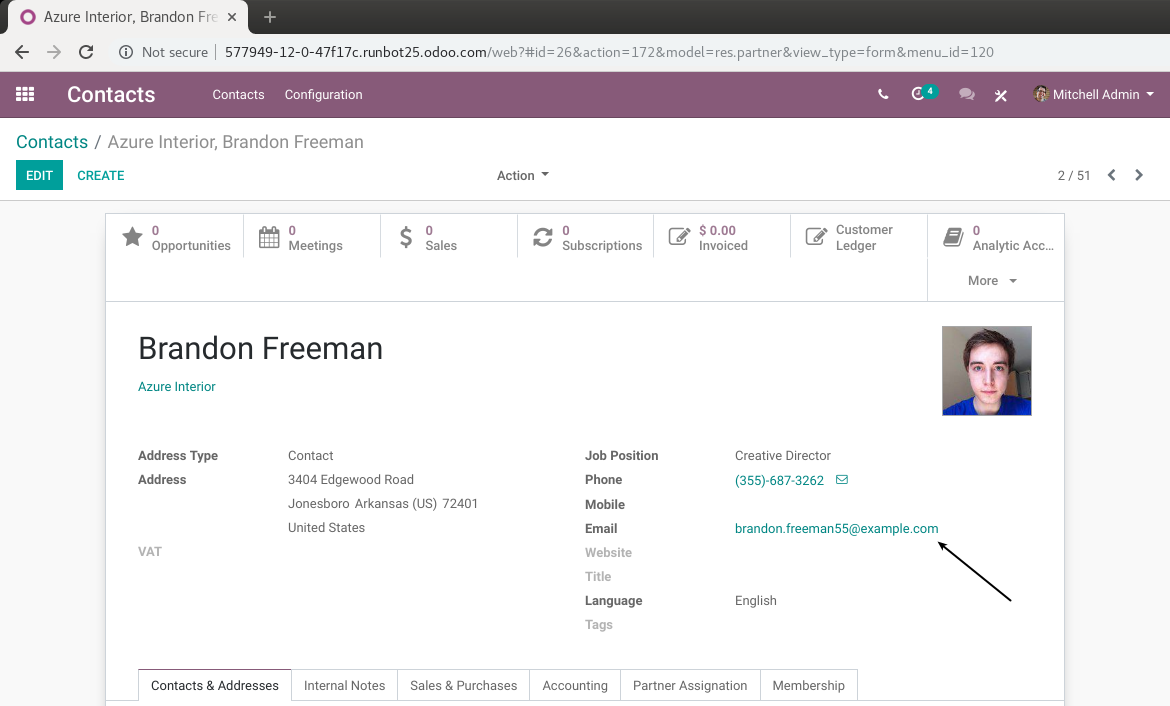 Azure Interior, Brandon Fre
Not secure
577949-12-0-47f17c.runbot25.odoo.com/web?#id=26&action=172&model=res.partner&view_type=form&menu_id=120
Contacts
Contacts
Configuration
4
Mitchell Admin
Contacts / Azure Interior, Brandon Freeman
EDIT
CREATE
Action
2 / 51
0
Opportunities
0
Meetings
0
Sales
0
Subscriptions
$ 0.00
Invoiced
Customer
Ledger
0
Analytic Acc...
More
Brandon Freeman
Azure Interior
Address Type Contact
Address 3404 Edgewood Road
Jonesboro Arkansas (US) 72401
United States
VAT
Job Position Creative Director
Phone (355)-687-3262
Mobile
Email brandon.freeman55@example.com
Website
Title
Language English
Tags
Contacts & Addresses
Internal Notes
Sales & Purchases
Accounting
Partner Assignation
Membership